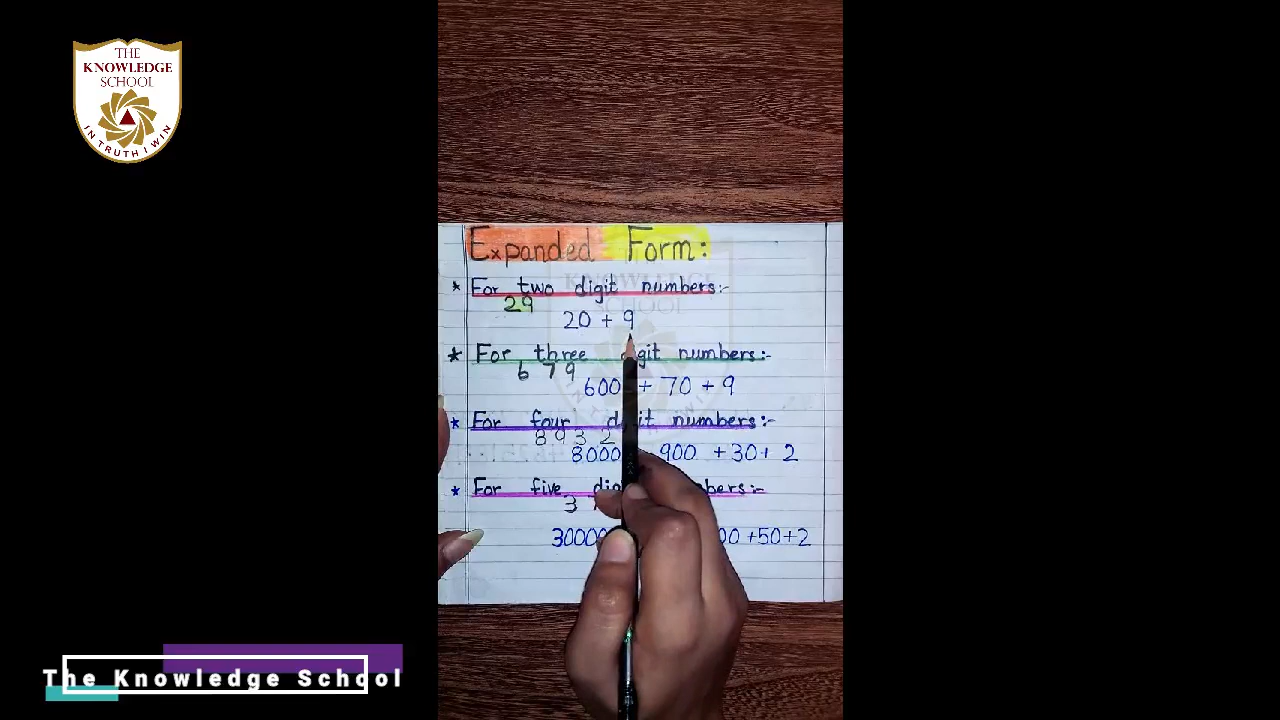 THE
KNOWLEDGE
SCHOOL
IN TRUTH I WIN
Expanded Form:
* For two digit numbers:-
29
20 + 9
* For three digit numbers:-
6 7 9
600 + 70 + 9
* For four digit numbers:-
8 9 3 2
8000 900 + 30+ 2
* For five numbers:-
3
+50+2
The Knowledge School